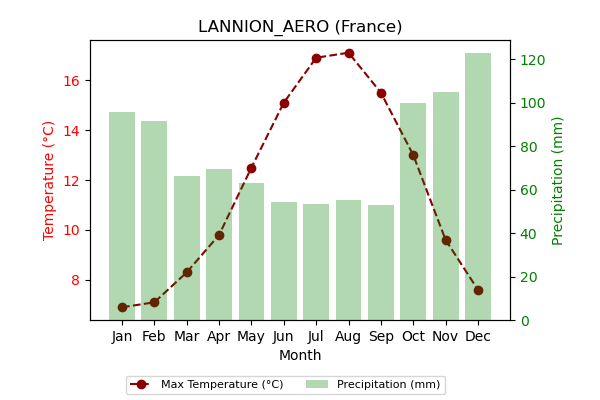 LANNION_AERO (France)
Temperature (°C)
16
14
12
10
8
120
100
80
60
40
20
0
Precipitation (mm)
Jan Feb Mar Apr May Jun Jul Aug Sep Oct Nov Dec
Month
Max Temperature (°C) Precipitation (mm)